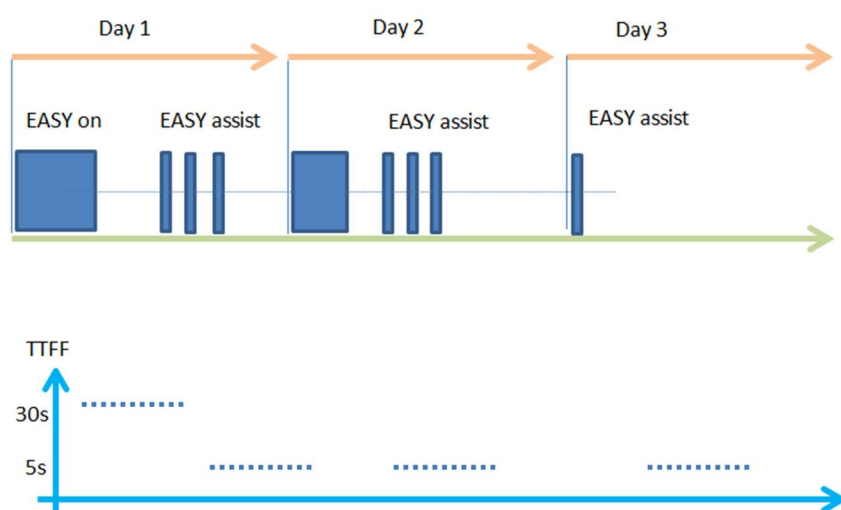 Day 1
Day 2
Day 3
EASY on
EASY assist
EASY assist
EASY assist
TTFF
30s
5s